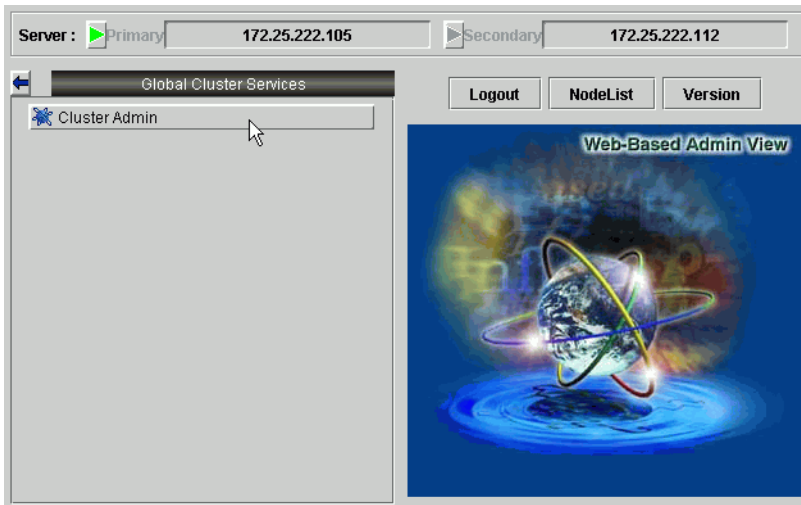 Server : Primary 172.25.222.105 Secondary 172.25.222.112
Global Cluster Services
Logout NodeList Version
Cluster Admin
Web-Based Admin View